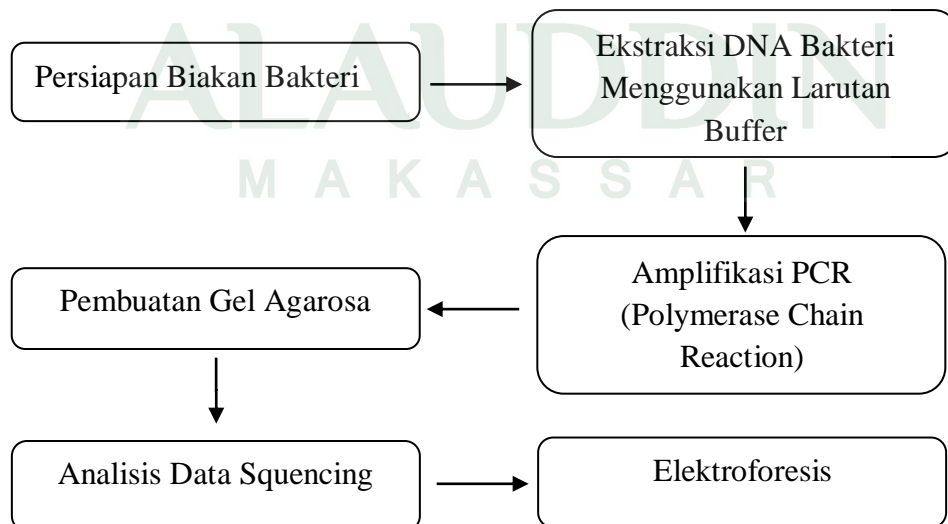 ALAUDDIN
MAKASSAR
Persiapan Biakan Bakteri
Ekstraksi DNA Bakteri
Menggunakan Larutan
Buffer
Amplifikasi PCR
(Polymerase Chain
Reaction)
Pembuatan Gel Agarosa
Analisis Data Squencing
Elektroforesis